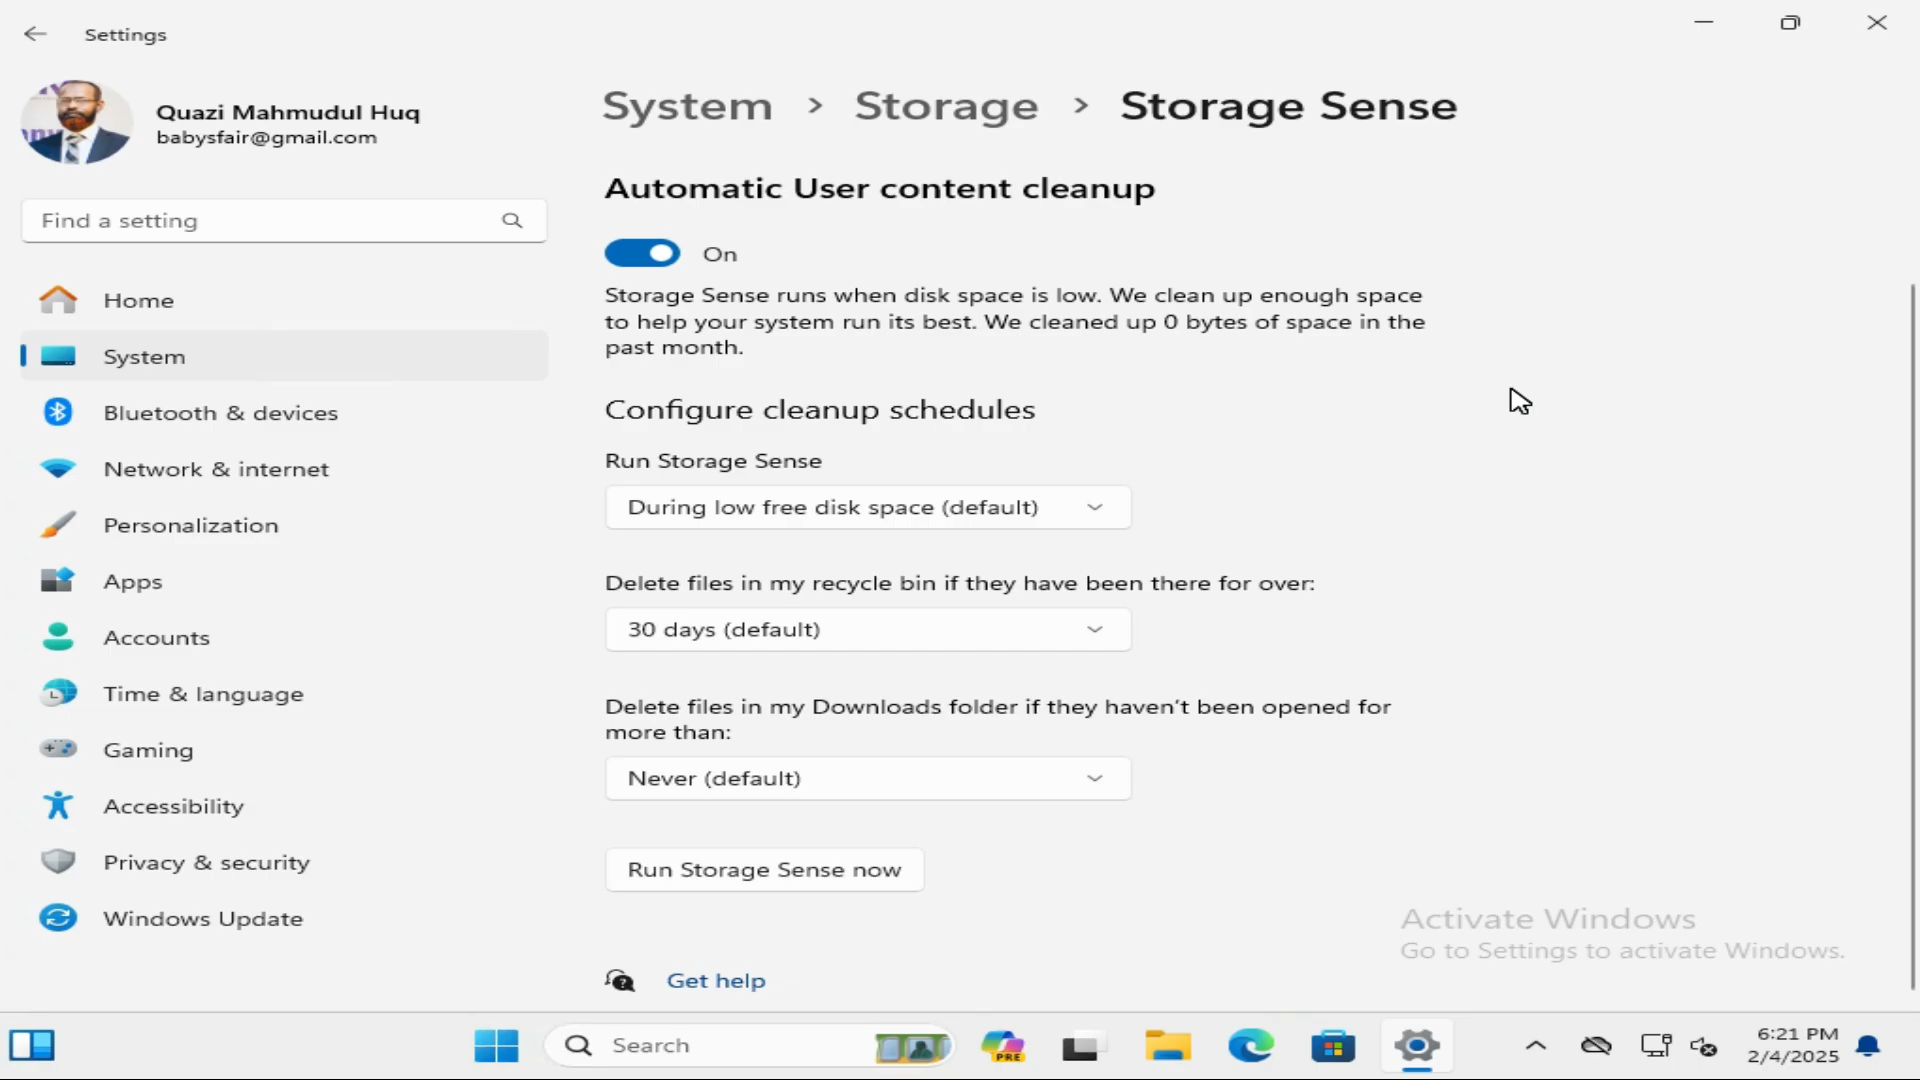 Settings
Quazi Mahmudul Huq
babysfair@gmail.com
Find a setting
Home
System
Bluetooth & devices
Network & internet
Personalization
Apps
Accounts
Time & language
Gaming
Accessibility
Privacy & security
Windows Update
System > Storage > Storage Sense
Automatic User content cleanup
On
Storage Sense runs when disk space is low. We clean up enough space
to help your system run its best. We cleaned up 0 bytes of space in the
past month.
Configure cleanup schedules
Run Storage Sense
During low free disk space (default)
Delete files in my recycle bin if they have been there for over:
30 days (default)
Delete files in my Downloads folder if they haven't been opened for
more than:
Never (default)
Run Storage Sense now
Get help
Activate Windows
Go to Settings to activate Windows.
Search
PRE
6:21 PM
2/4/2025